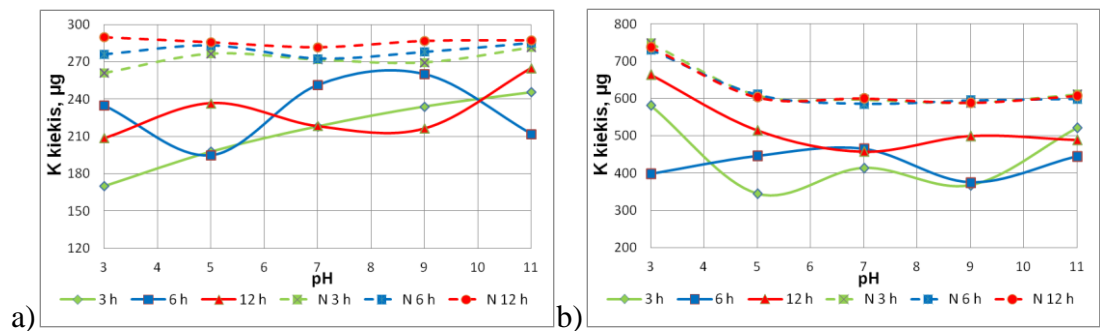 300
270
240
210
180
150
120
K kiekis, µg
3 4 5 6 7 8 9 10 11
pH
3 h 6 h 12 h N 3 h N 6 h N 12 h
a)
800
700
600
500
400
300
200
K kiekis, µg
3 4 5 6 7 8 9 10 11
pH
3 h 6 h 12 h N 3 h N 6 h N 12 h
b)